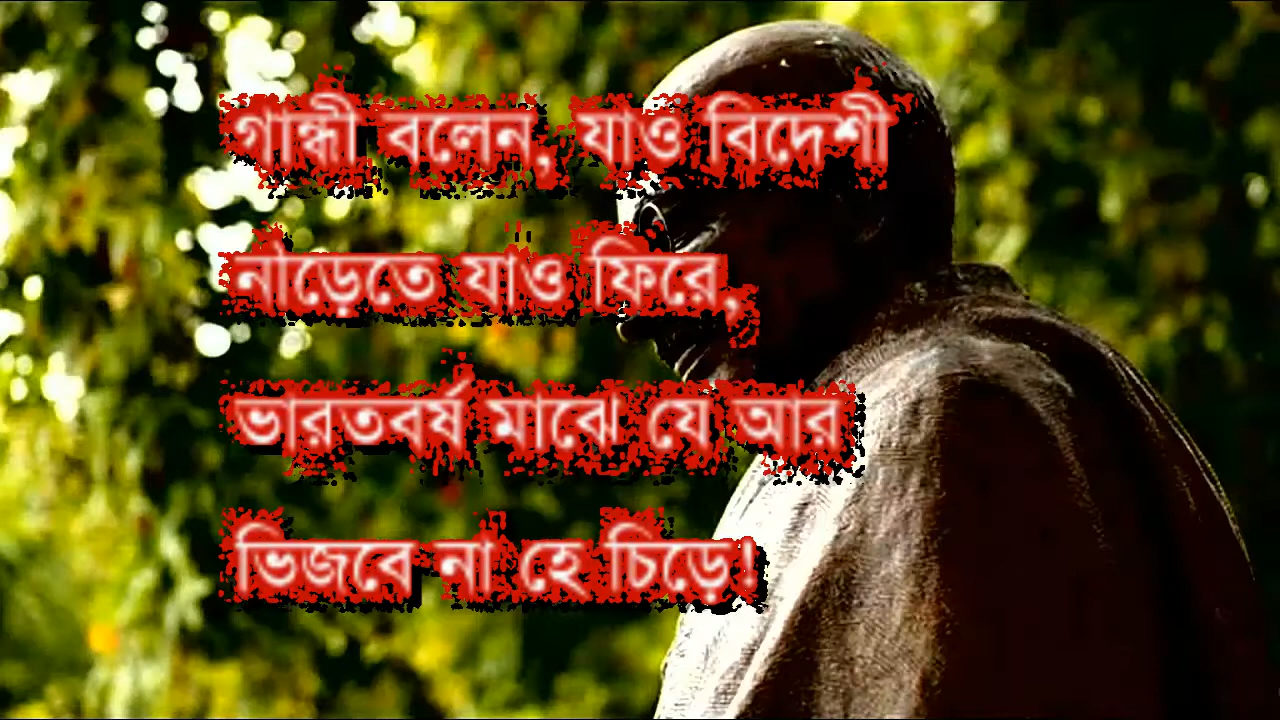 গান্ধী বলেন, যাও বিদেশী
নীড়েতে যাও ফিরে,
ভারতবর্ষ মাঝে যে আর
ভিজবে না হে চিড়ে!